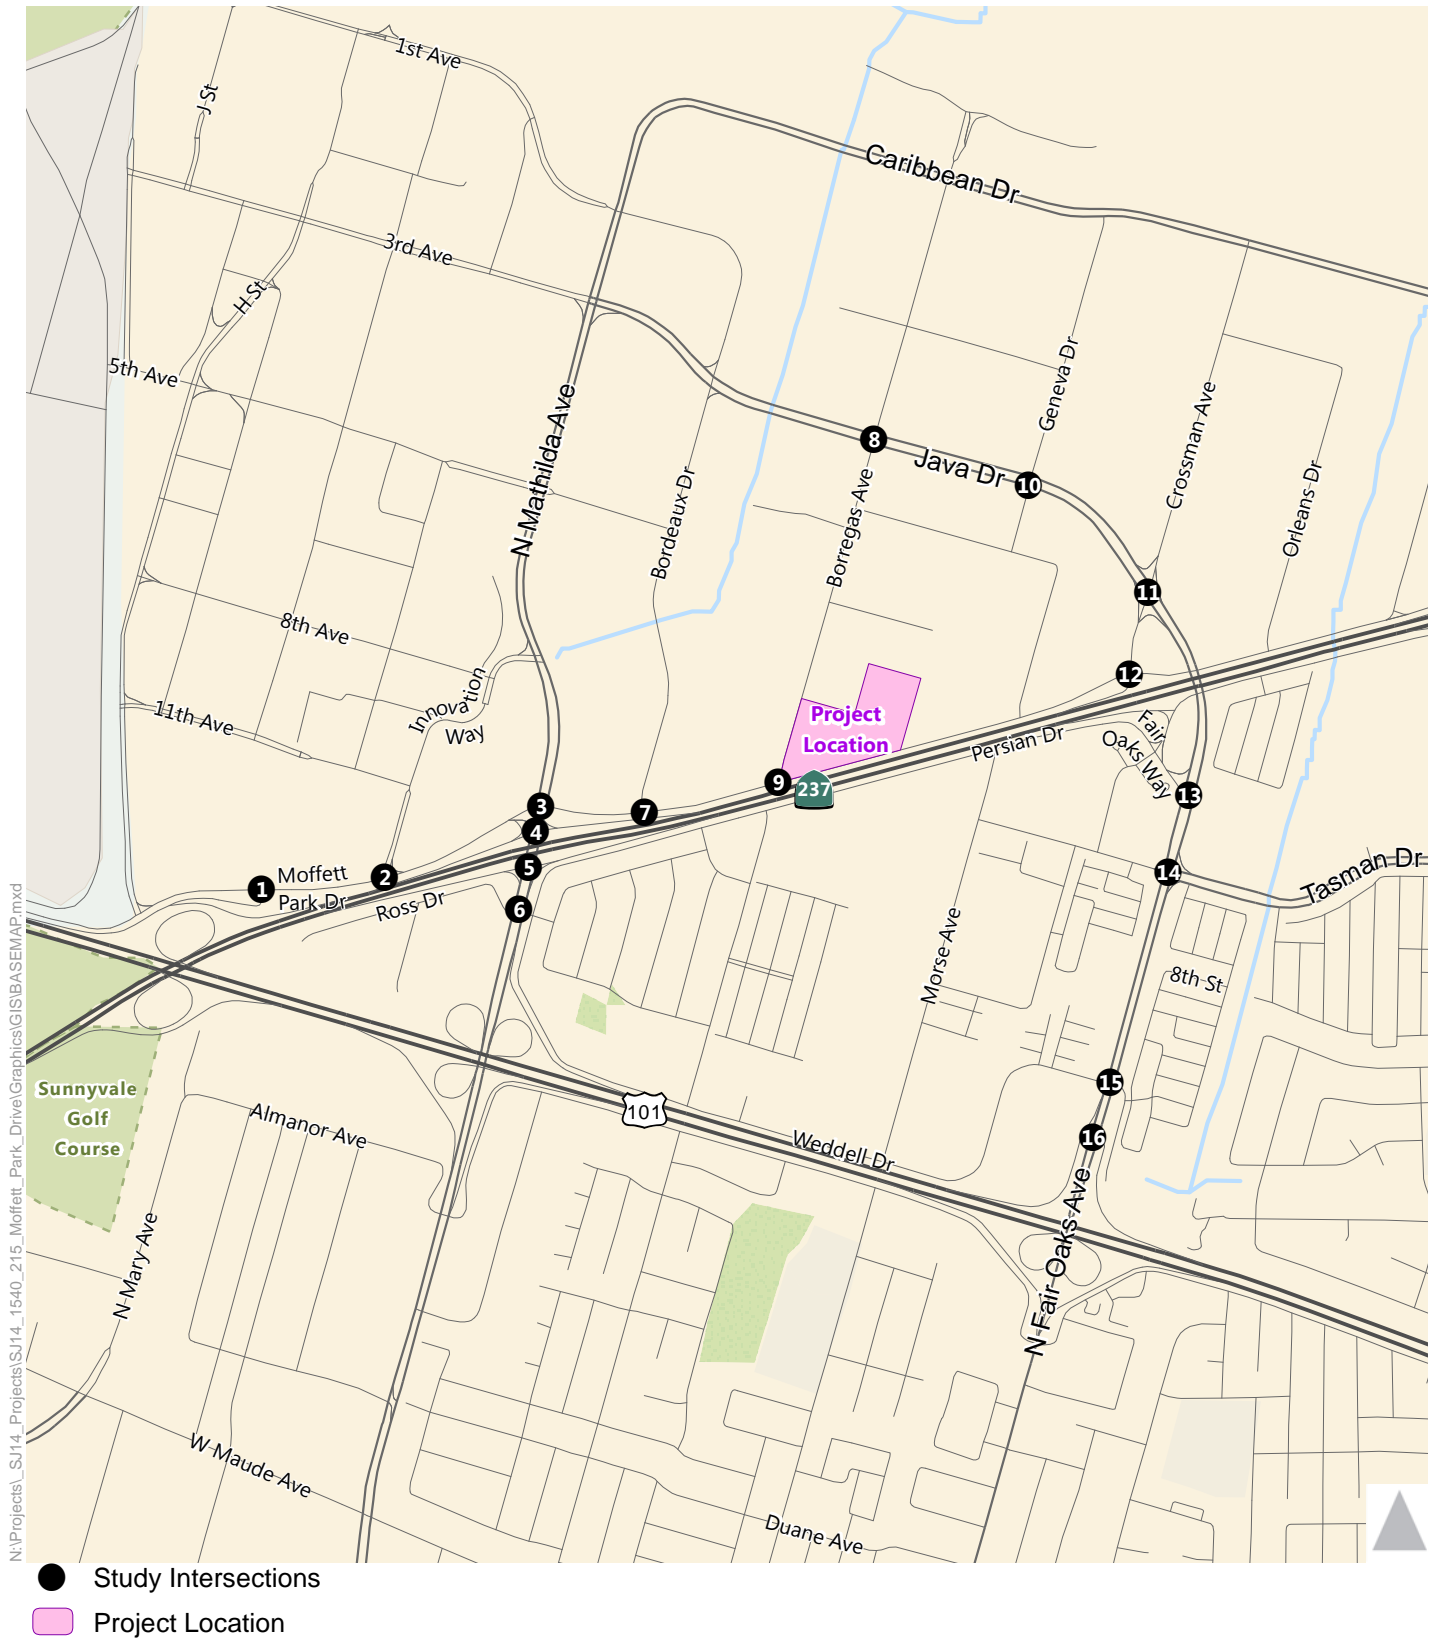 1st Ave
J St
Caribbean Dr
3rd Ave
H St
5th Ave
N Mathilda Ave
Geneva Dr
Crossman Ave
8
Java Dr
10
Bordeaux Dr
Borregas Ave
Orleans Dr
11
8th Ave
12
Innovation
Way
11th Ave
Project
Location
Fair
Oaks Way
Persian Dr
9
237
13
3
7
4
5
Moffett
Park Dr
1
2
14
Tasman Dr
Ross Dr
6
Morse Ave
8th St
Sunnyvale
Golf
Course
15
101
Almanor Ave
16
Weddell Dr
N Mary Ave
N Fair Oaks Ave
W Maude Ave
Duane Ave
N:\Projects\_SJ14_Projects\SJ14_1540_215_Moffett_Park_Drive\Graphics\GIS\BASEMAP.mxd
Study Intersections
Project Location